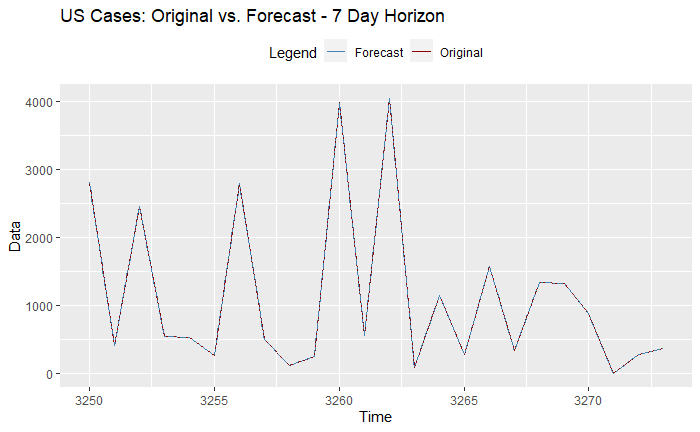 US Cases: Original vs. Forecast - 7 Day Horizon
Legend Forecast Original
4000
3000
2000
1000
0
Data
3250 3255 3260 3265 3270
Time